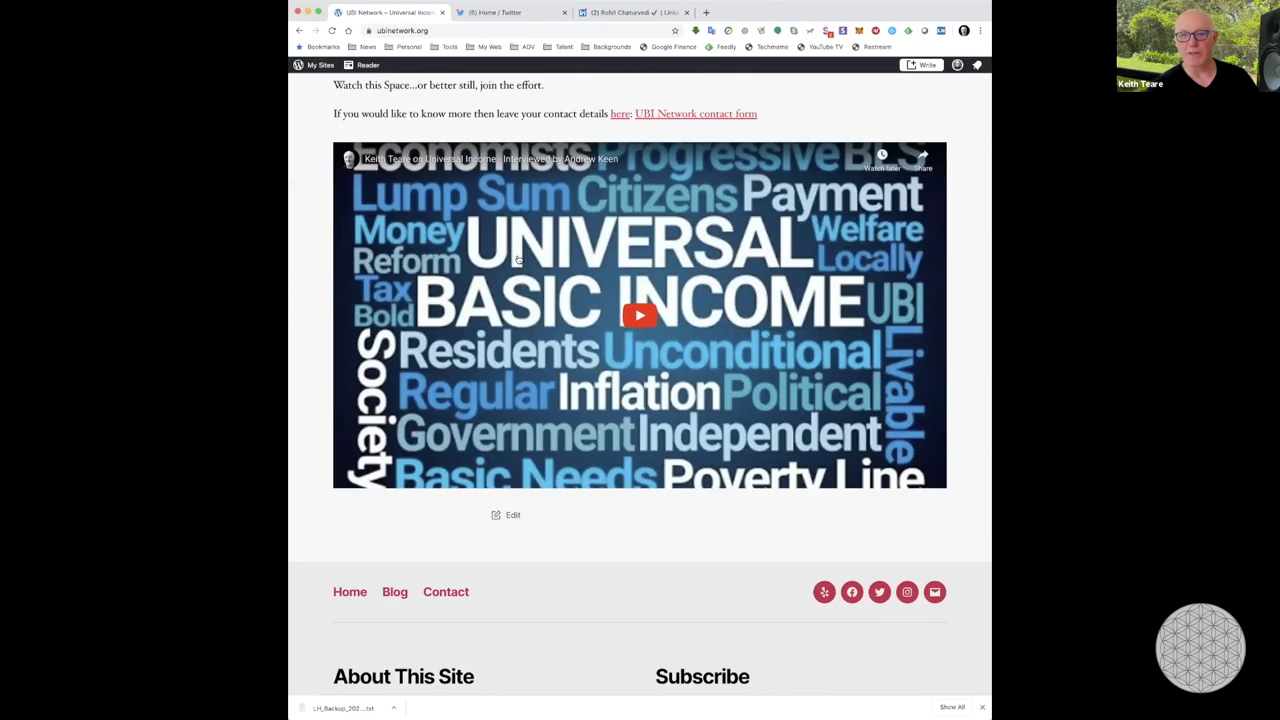 UBI Network – Universal Incom
(6) Home / Twitter
(2) Rohit Chaturvedi ✓ | Linke
ubinetwork.org
Bookmarks News Personal Tools My Web ADV Talent Backgrounds Google Finance Feedly Techmeme YouTube TV Restream
My Sites Reader Write
Keith Teare
Watch this Space...or better still, join the effort.
If you would like to know more then leave your contact details here: UBI Network contact form
Keith Teare on Universal Income - Interviewed by Andrew Keen
Watch later Share
Economists Progressive BLS
Lump Sum Citizens Payment
Money UNIVERSAL Welfare
Reform Locally
Tax BASIC INCOME UBI
Bold
Society Residents Unconditional Livable
Regular Inflation Political
Government Independent
Basic Needs Poverty Line
Edit
Home Blog Contact
About This Site Subscribe
LH_Backup_202....txt Show All